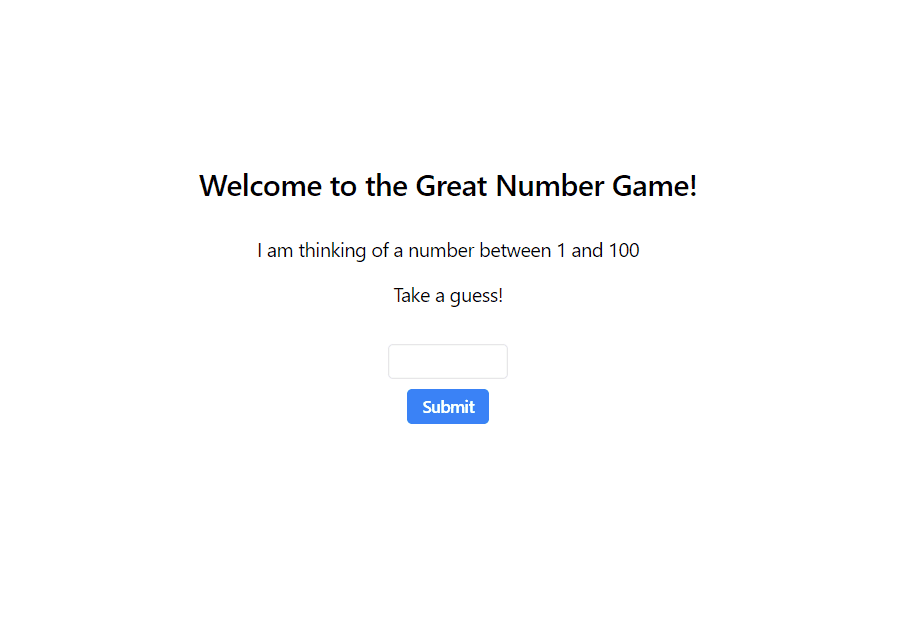 Welcome to the Great Number Game!
I am thinking of a number between 1 and 100
Take a guess!
Submit